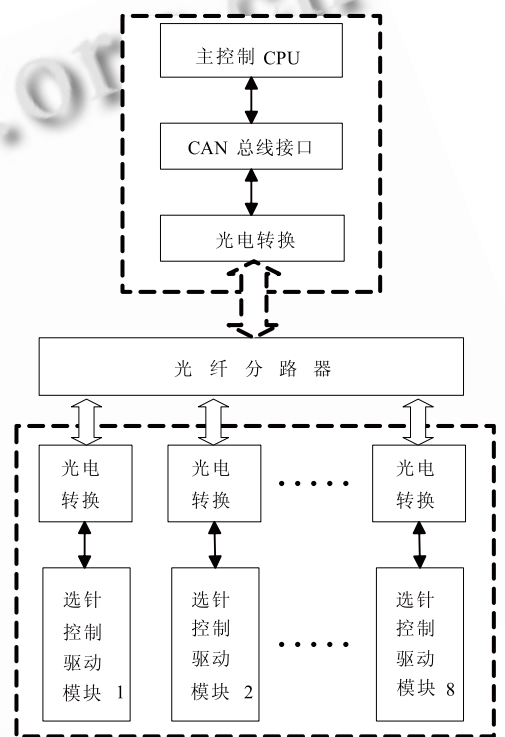 主控制 CPU
CAN 总线接口
光电转换
光纤分路器
光电
转换
光电
转换
光电
转换
选针
控制
驱动
模块 1
选针
控制
驱动
模块 2
选针
控制
驱动
模块 8